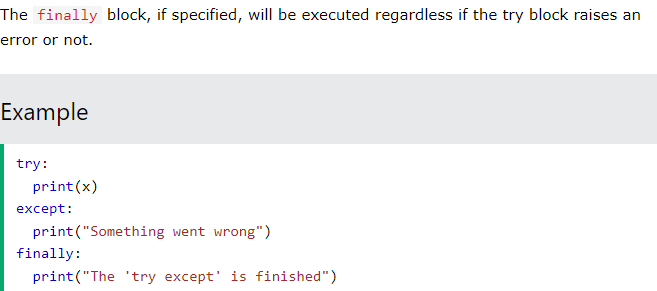 The finally block, if specified, will be executed regardless if the try block raises an
error or not.
Example
try:
  print(x)
except:
  print("Something went wrong")
finally:
  print("The 'try except' is finished")